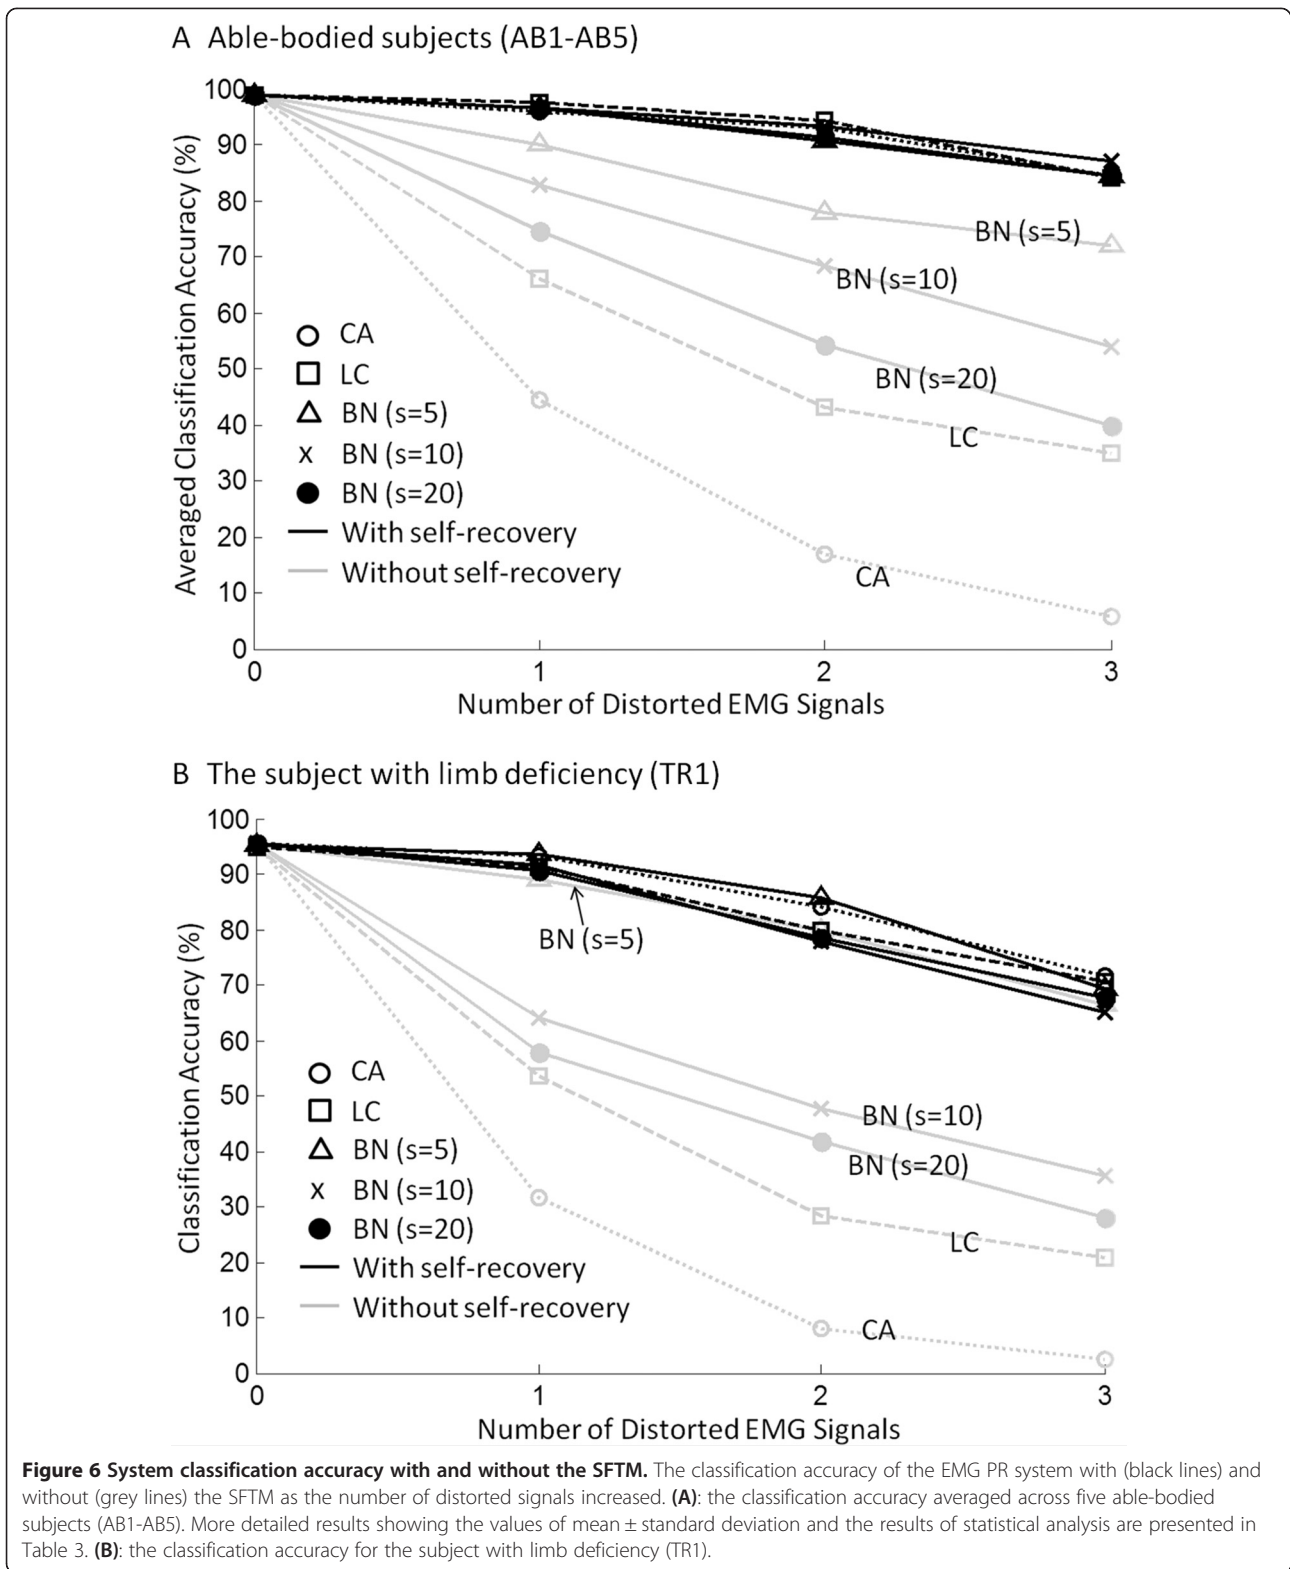 A Able-bodied subjects (AB1-AB5)
Averaged Classification Accuracy (%)
100
90
80
70
60
50
40
30
20
10
0
BN (s=5)
BN (s=10)
BN (s=20)
LC
CA
CA
LC
BN (s=5)
BN (s=10)
BN (s=20)
With self-recovery
Without self-recovery
0 1 2 3
Number of Distorted EMG Signals
B The subject with limb deficiency (TR1)
Classification Accuracy (%)
100
90
80
70
60
50
40
30
20
10
0
BN (s=5)
BN (s=10)
BN (s=20)
LC
CA
CA
LC
BN (s=5)
BN (s=10)
BN (s=20)
With self-recovery
Without self-recovery
0 1 2 3
Number of Distorted EMG Signals
Figure 6 System classification accuracy with and without the SFTM. The classification accuracy of the EMG PR system with (black lines) and
without (grey lines) the SFTM as the number of distorted signals increased. (A): the classification accuracy averaged across five able-bodied
subjects (AB1-AB5). More detailed results showing the values of mean ± standard deviation and the results of statistical analysis are presented in
Table 3. (B): the classification accuracy for the subject with limb deficiency (TR1).